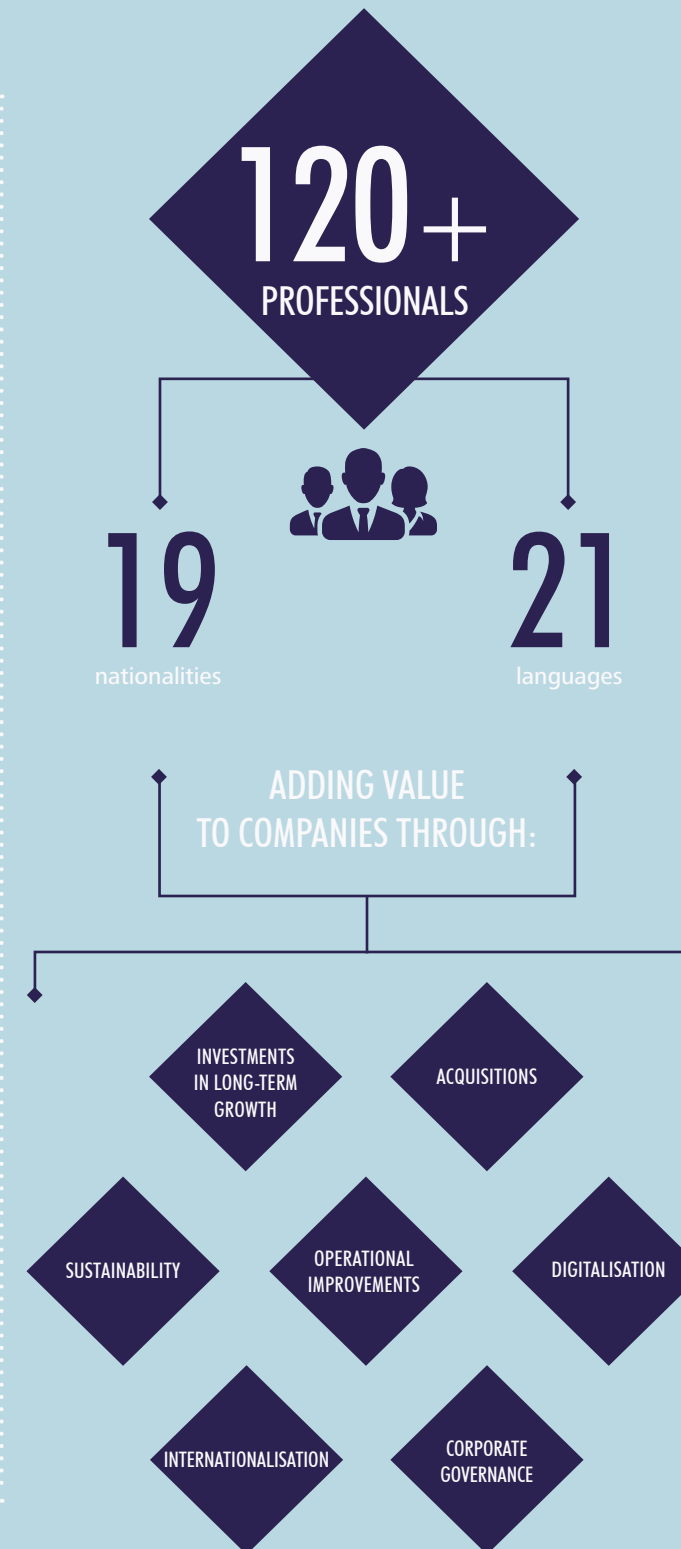 120+
PROFESSIONALS
19
nationalities
21
languages
ADDING VALUE
TO COMPANIES THROUGH:
INVESTMENTS
IN LONG-TERM
GROWTH
ACQUISITIONS
SUSTAINABILITY
OPERATIONAL
IMPROVEMENTS
DIGITALISATION
INTERNATIONALISATION
CORPORATE
GOVERNANCE